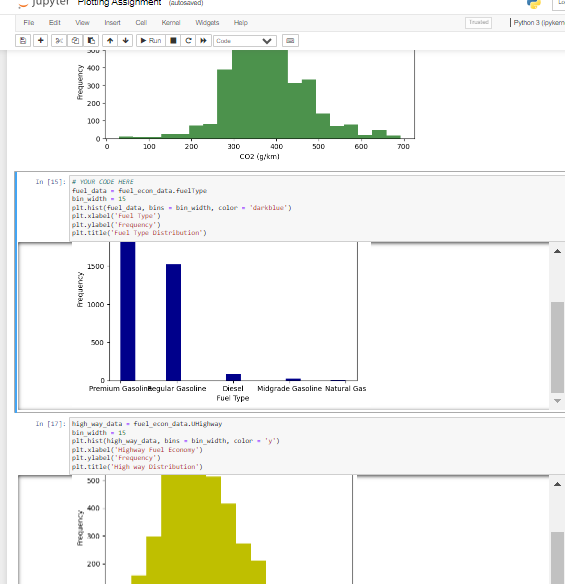 jupyter Plotting Assignment (autosaved)
File Edit View Insert Cell Kernel Widgets Help
Trusted
Python 3 (ipykern
Run
Code
Frequency
500
300
200
100
0
0 100 200 300 400 500 600 700
CO2 (g/km)
In [15]:
# YOUR CODE HERE
fuel_data = fuel_econ_data.fuelType
bin_width = 15
plt.hist(fuel_data, bins = bin_width, color = 'darkblue')
plt.xlabel('Fuel Type')
plt.ylabel('Frequency')
plt.title('Fuel Type Distribution')
Frequency
1500
1000
500
0
Premium Gasoline Regular Gasoline Diesel Midgrade Gasoline Natural Gas
Fuel Type
In [17]:
high_way_data = fuel_econ_data.UHighway
bin_width = 15
plt.hist(high_way_data, bins = bin_width, color = 'y')
plt.xlabel('Highway Fuel Economy')
plt.ylabel('Frequency')
plt.title('High way Distribution')
Frequency
500
400
300
200